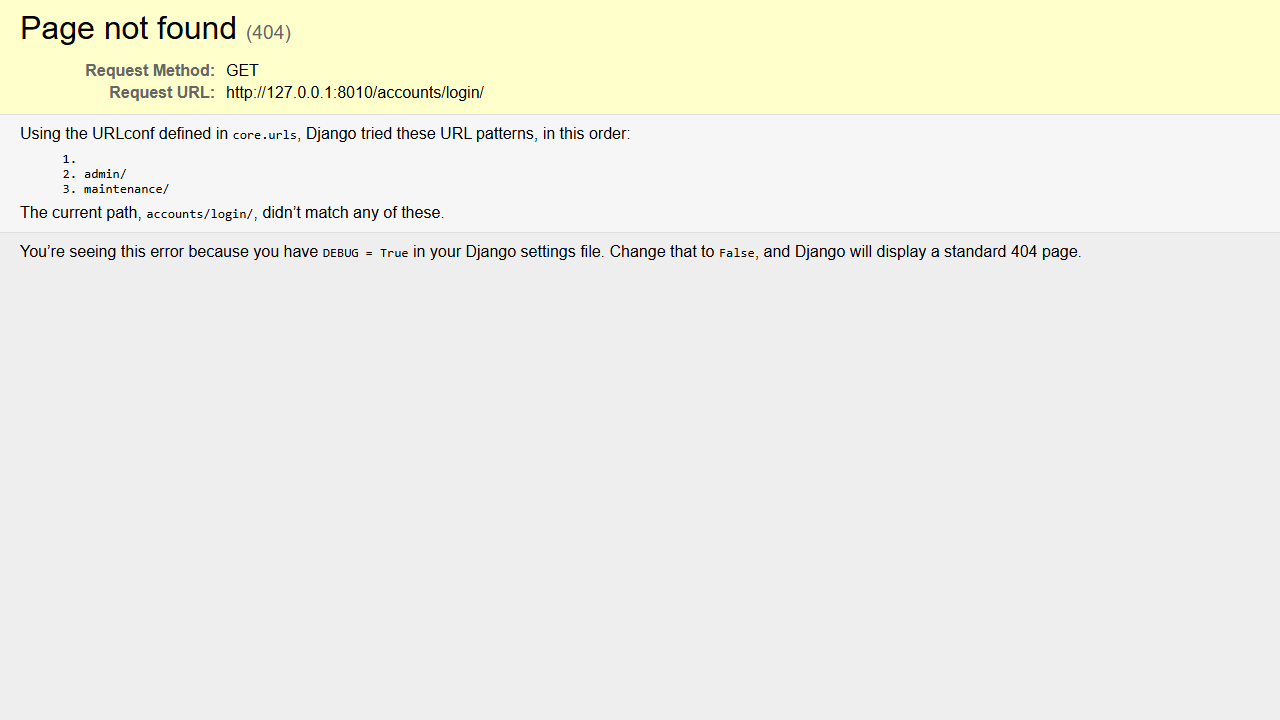 Page not found (404)
Request Method: GET
Request URL: http://127.0.0.1:8010/accounts/login/
Using the URLconf defined in core.urls, Django tried these URL patterns, in this order:
1.
2. admin/
3. maintenance/
The current path, accounts/login/, didn’t match any of these.
You’re seeing this error because you have DEBUG = True in your Django settings file. Change that to False, and Django will display a standard 404 page.